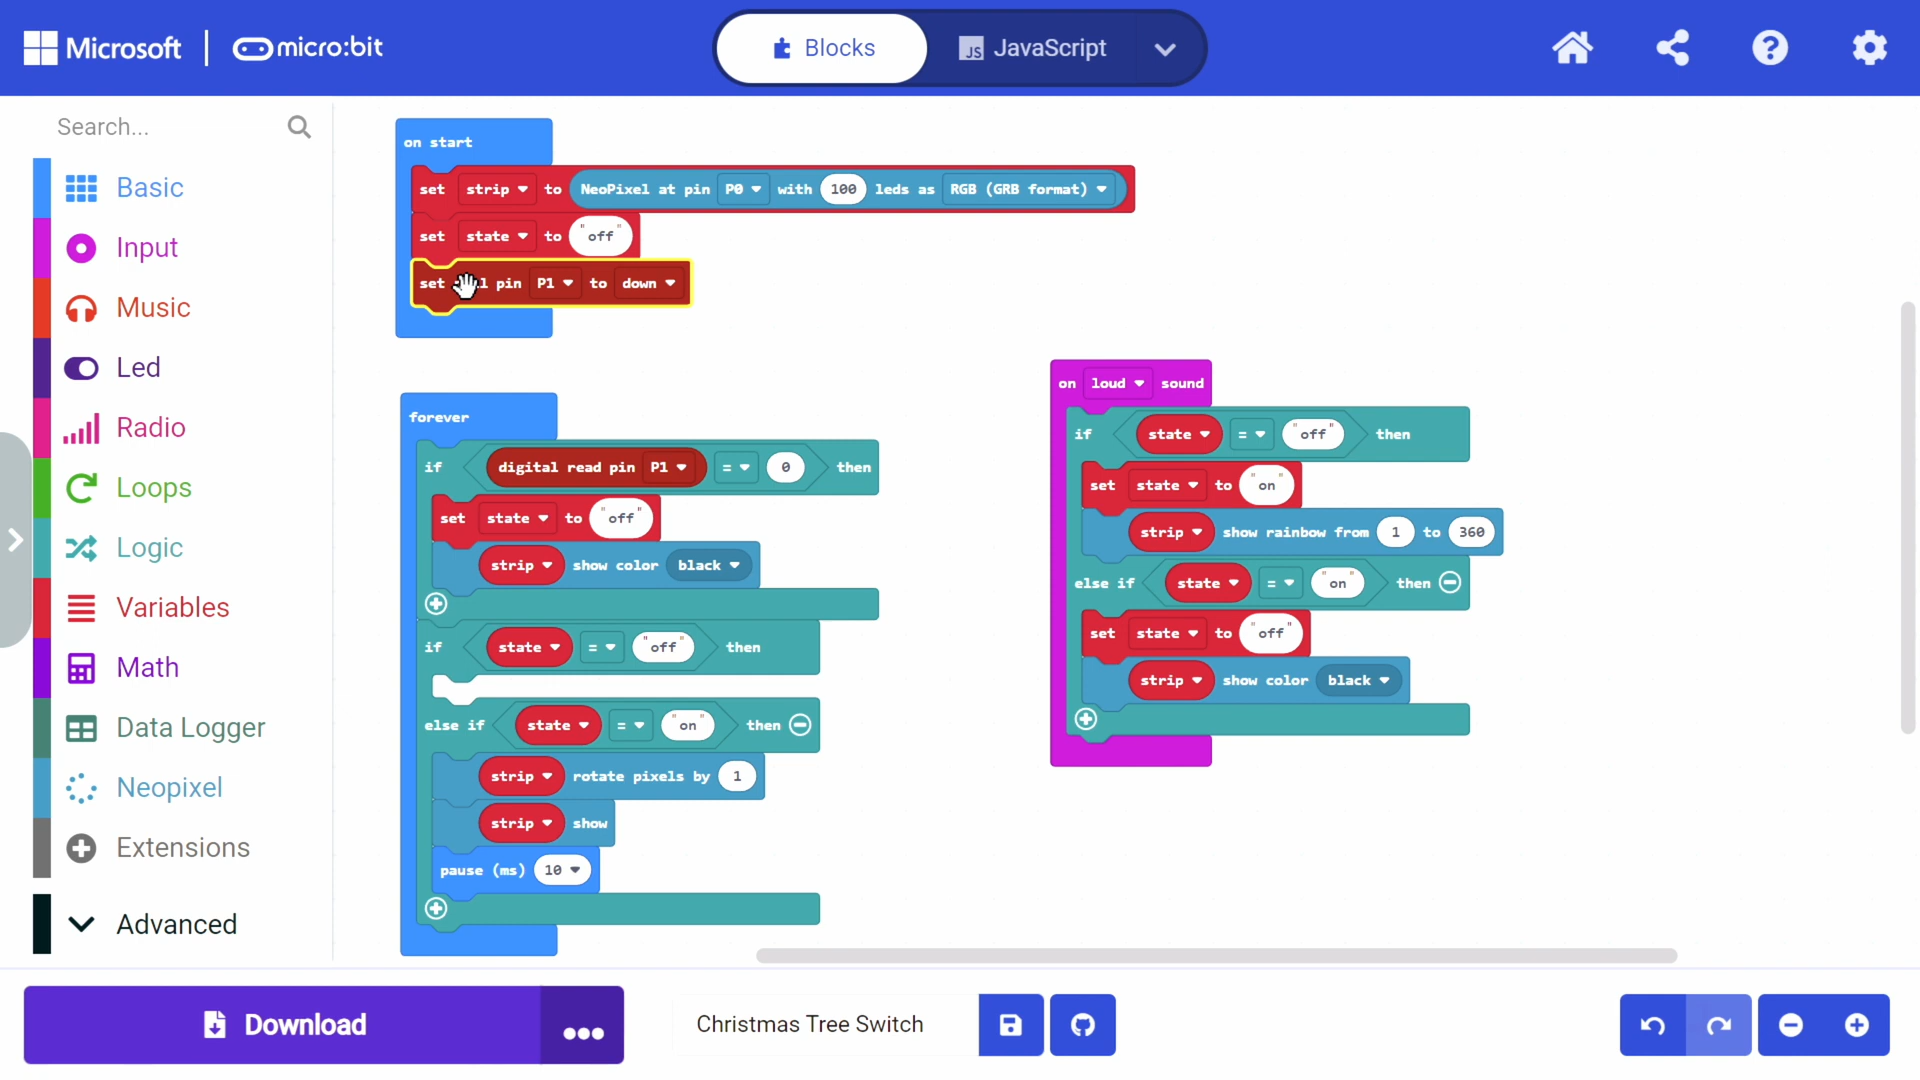 Microsoft micro:bit
Blocks
JS JavaScript
Search...
Basic
Input
Music
Led
Radio
Loops
Logic
Variables
Math
Data Logger
Neopixel
Extensions
Advanced
on start
set strip to NeoPixel at pin P0 with 100 leds as RGB (GRB format)
set state to "off"
set pin P1 to down
forever
if digital read pin P1 = 0 then
set state to "off"
strip show color black
if state = "off" then
else if state = "on" then
strip rotate pixels by 1
strip show
pause (ms) 10
on loud sound
if state = "off" then
set state to "on"
strip show rainbow from 1 to 360
else if state = "on" then
set state to "off"
strip show color black
Download
Christmas Tree Switch